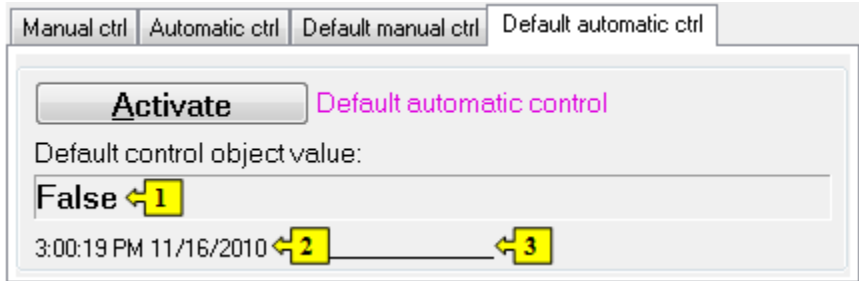 Manual ctrl Automatic ctrl Default manual ctrl Default automatic ctrl
Activate Default automatic control
Default control object value:
False 1
3:00:19 PM 11/16/2010 2 ______________ 3